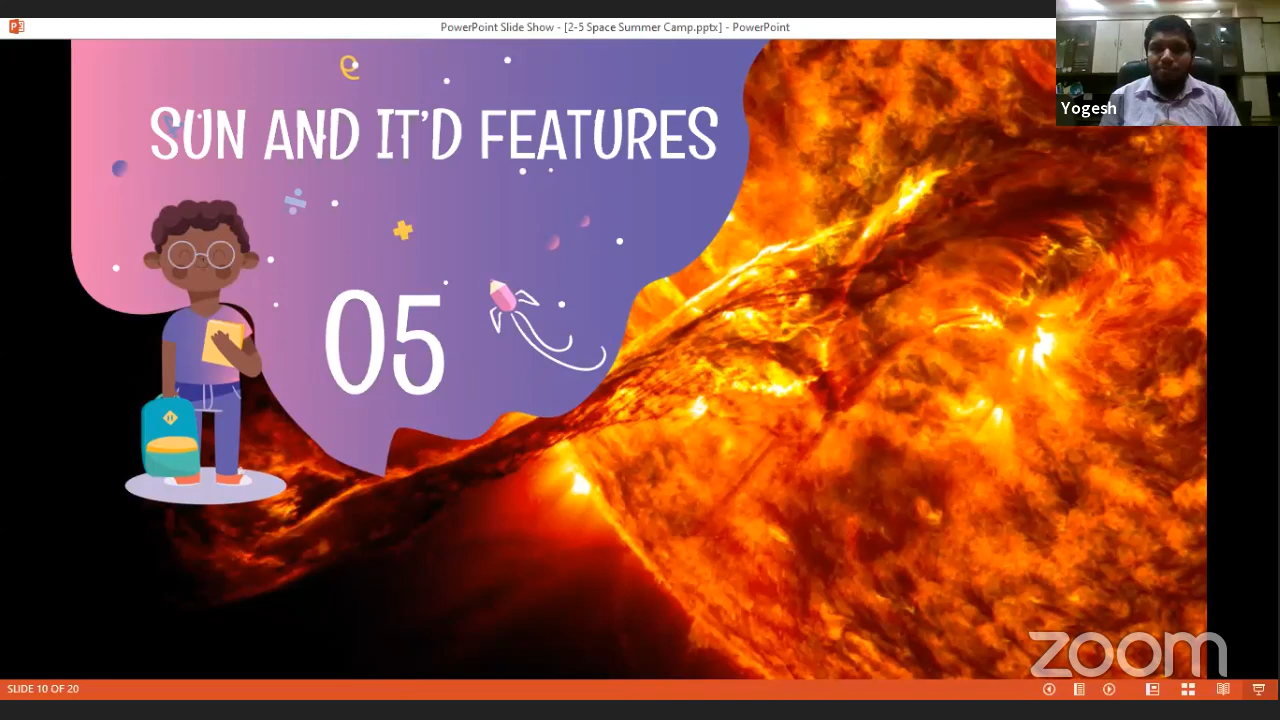 PowerPoint Slide Show - [2-5 Space Summer Camp.pptx] - PowerPoint
Yogesh
SUN AND IT'D FEATURES
05
zoom
SLIDE 10 OF 20